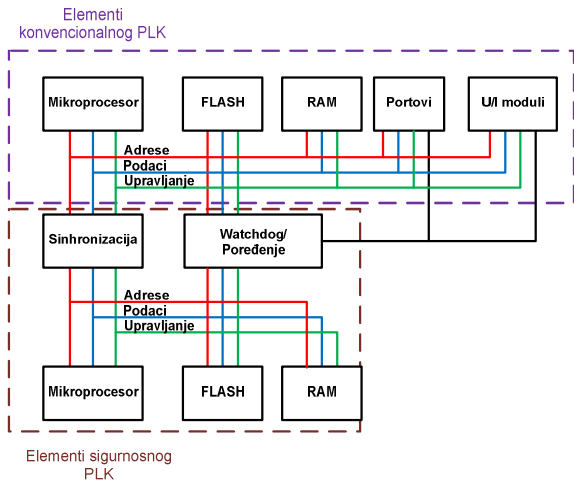 Elementi
konvencionalnog PLK
Mikroprocesor
FLASH
RAM
Portovi
U/I moduli
Adrese
Podaci
Upravljanje
Sinhronizacija
Watchdog/
Poređenje
Adrese
Podaci
Upravljanje
Mikroprocesor
FLASH
RAM
Elementi sigurnosnog
PLK